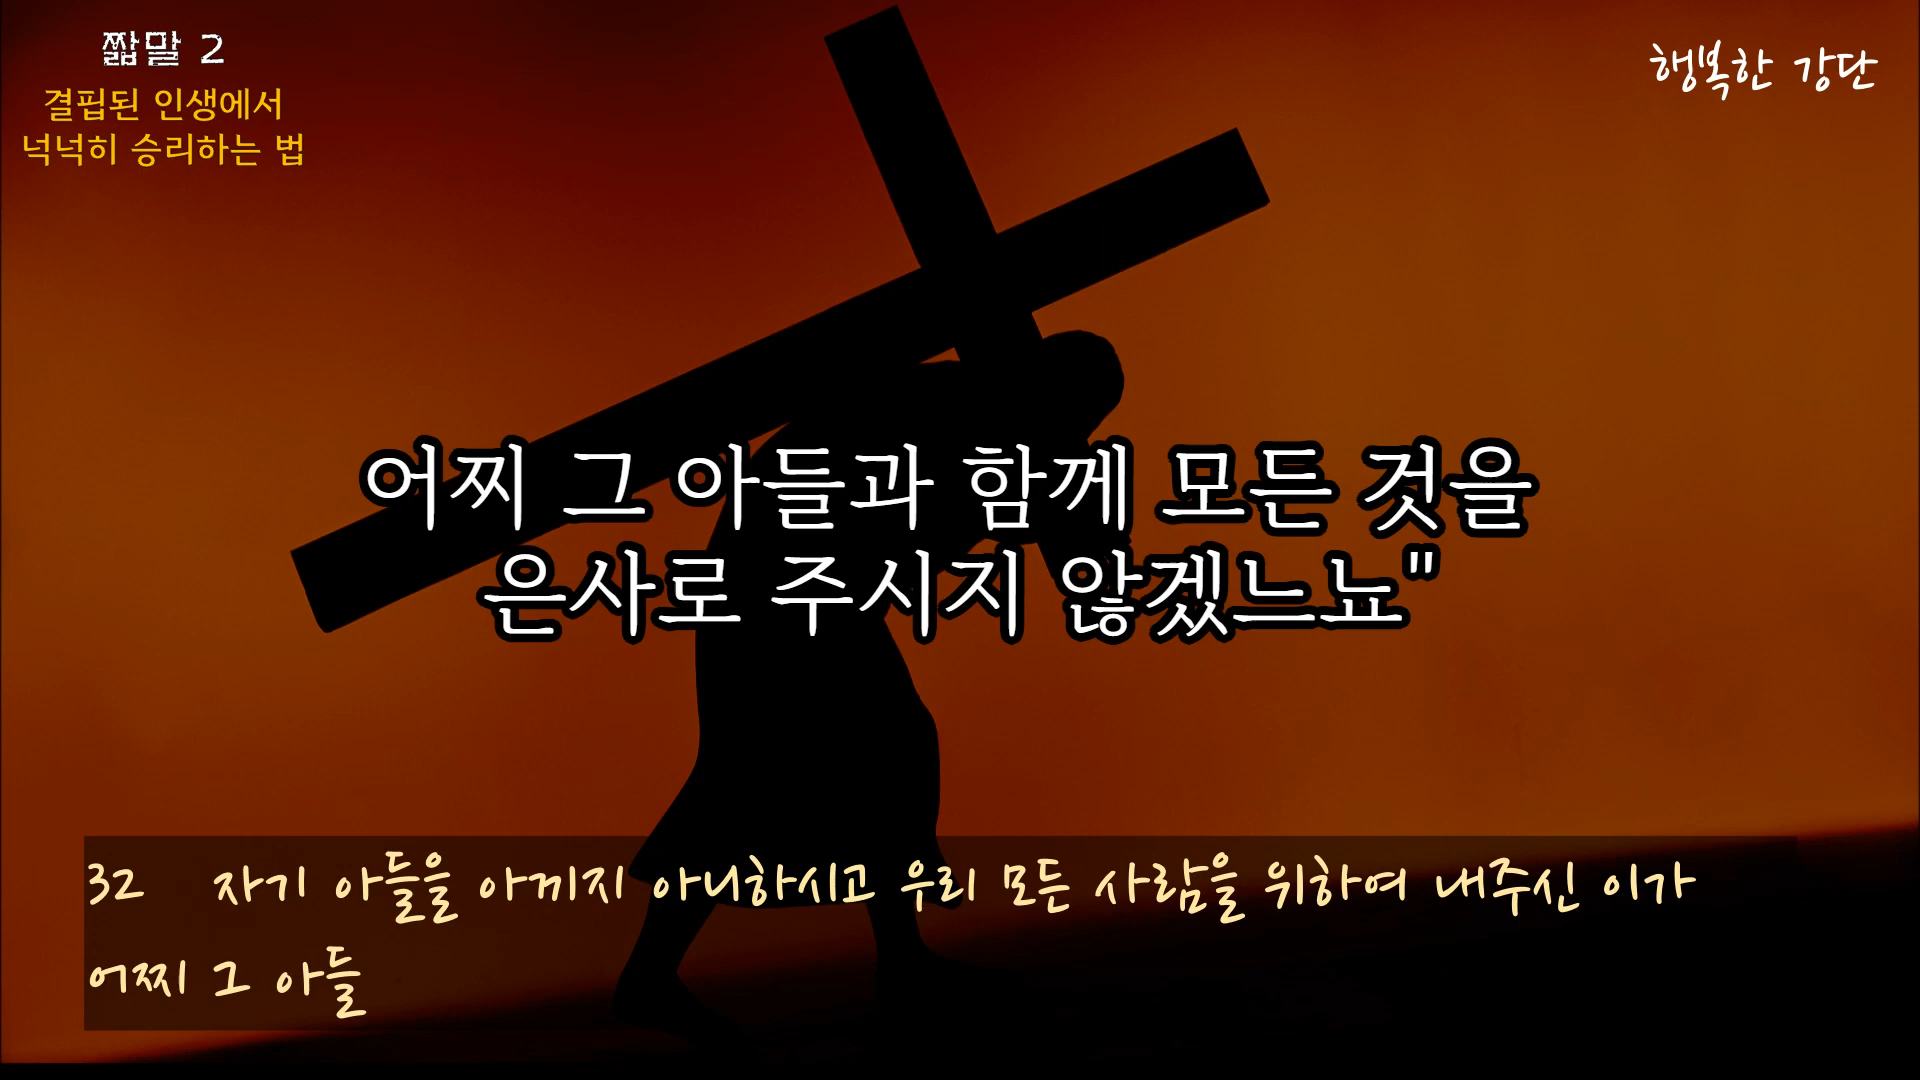 짧말 2
결핍된 인생에서
넉넉히 승리하는 법
행복한 강단
어찌 그 아들과 함께 모든 것을
은사로 주시지 않겠느뇨"
32 자기 아들을 아끼지 아니하시고 우리 모든 사람을 위하여 내주신 이가
어찌 그 아들